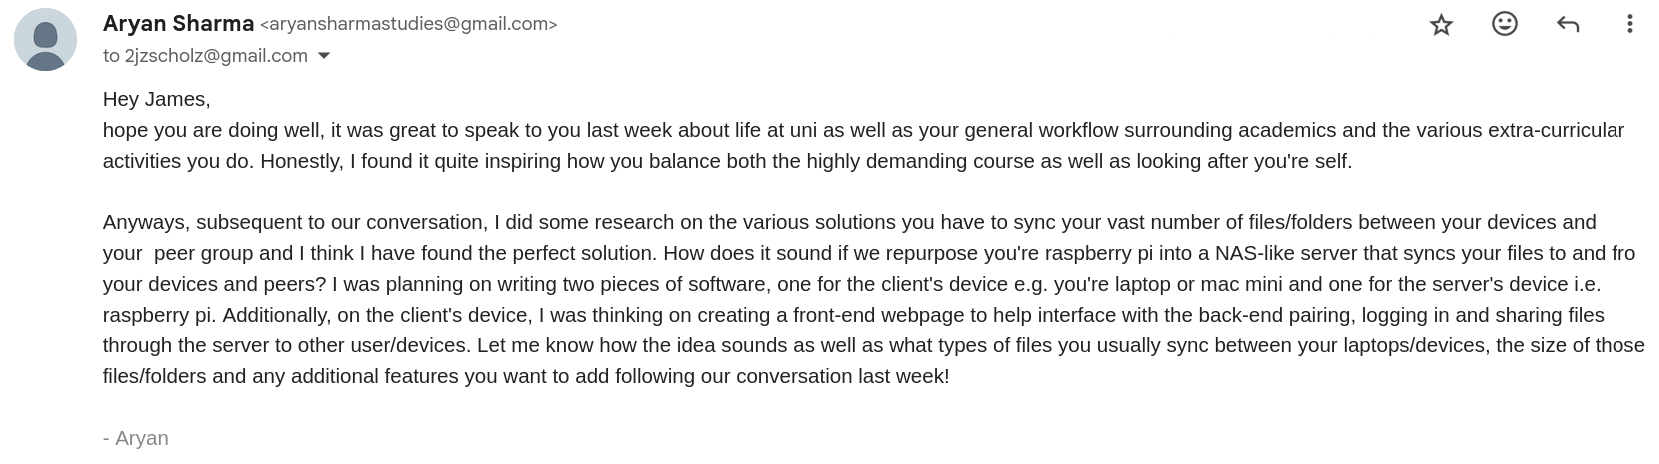 Aryan Sharma <aryansharmastudies@gmail.com>
to 2jzscholz@gmail.com
Hey James,
hope you are doing well, it was great to speak to you last week about life at uni as well as your general workflow surrounding academics and the various extra-curricular
activities you do. Honestly, I found it quite inspiring how you balance both the highly demanding course as well as looking after you're self.
Anyways, subsequent to our conversation, I did some research on the various solutions you have to sync your vast number of files/folders between your devices and
your  peer group and I think I have found the perfect solution. How does it sound if we repurpose you're raspberry pi into a NAS-like server that syncs your files to and fro
your devices and peers? I was planning on writing two pieces of software, one for the client's device e.g. you're laptop or mac mini and one for the server's device i.e.
raspberry pi. Additionally, on the client's device, I was thinking on creating a front-end webpage to help interface with the back-end pairing, logging in and sharing files
through the server to other user/devices. Let me know how the idea sounds as well as what types of files you usually sync between your laptops/devices, the size of those
files/folders and any additional features you want to add following our conversation last week!
- Aryan